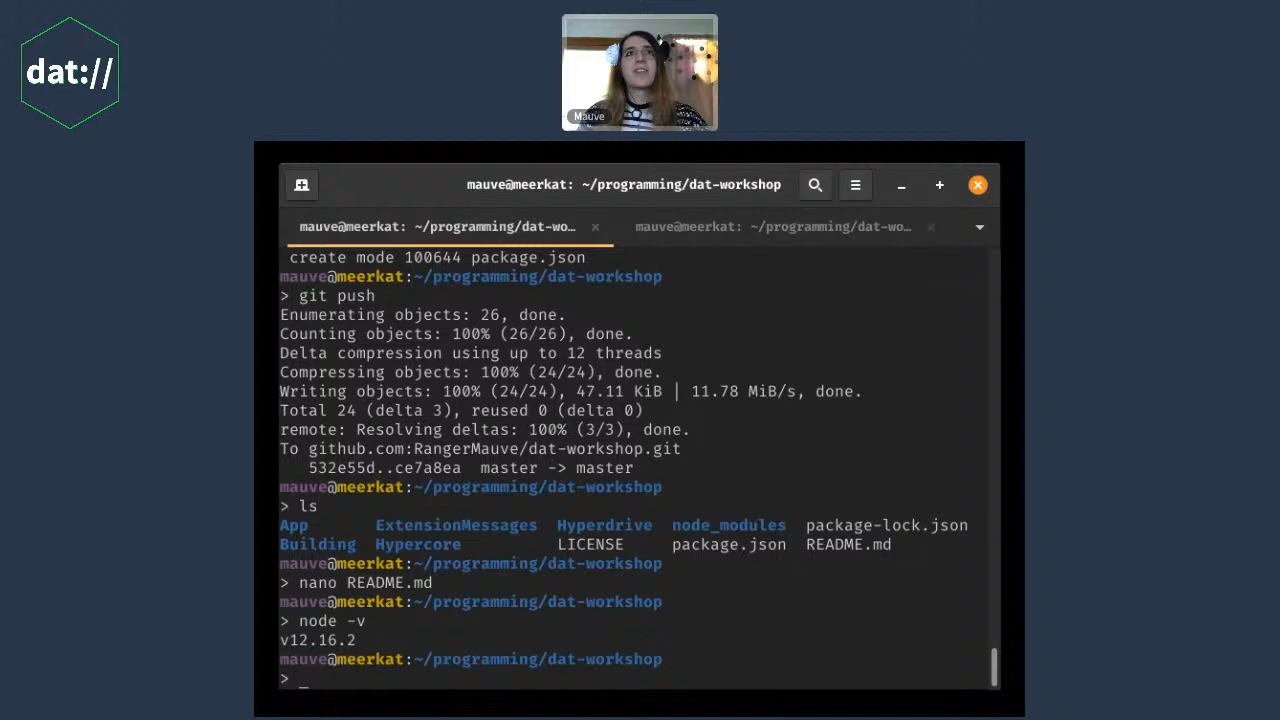 dat://
Mauve
mauve@meerkat: ~/programming/dat-workshop
mauve@meerkat: ~/programming/dat-wo…
mauve@meerkat: ~/programming/dat-wo…
create mode 100644 package.json
mauve@meerkat:~/programming/dat-workshop
> git push
Enumerating objects: 26, done.
Counting objects: 100% (26/26), done.
Delta compression using up to 12 threads
Compressing objects: 100% (24/24), done.
Writing objects: 100% (24/24), 47.11 KiB | 11.78 MiB/s, done.
Total 24 (delta 3), reused 0 (delta 0)
remote: Resolving deltas: 100% (3/3), done.
To github.com:RangerMauve/dat-workshop.git
532e55d..ce7a8ea  master -> master
mauve@meerkat:~/programming/dat-workshop
> ls
App ExtensionMessages Hyperdrive node_modules package-lock.json
Building Hypercore LICENSE package.json README.md
mauve@meerkat:~/programming/dat-workshop
> nano README.md
mauve@meerkat:~/programming/dat-workshop
> node -v
v12.16.2
mauve@meerkat:~/programming/dat-workshop
> _